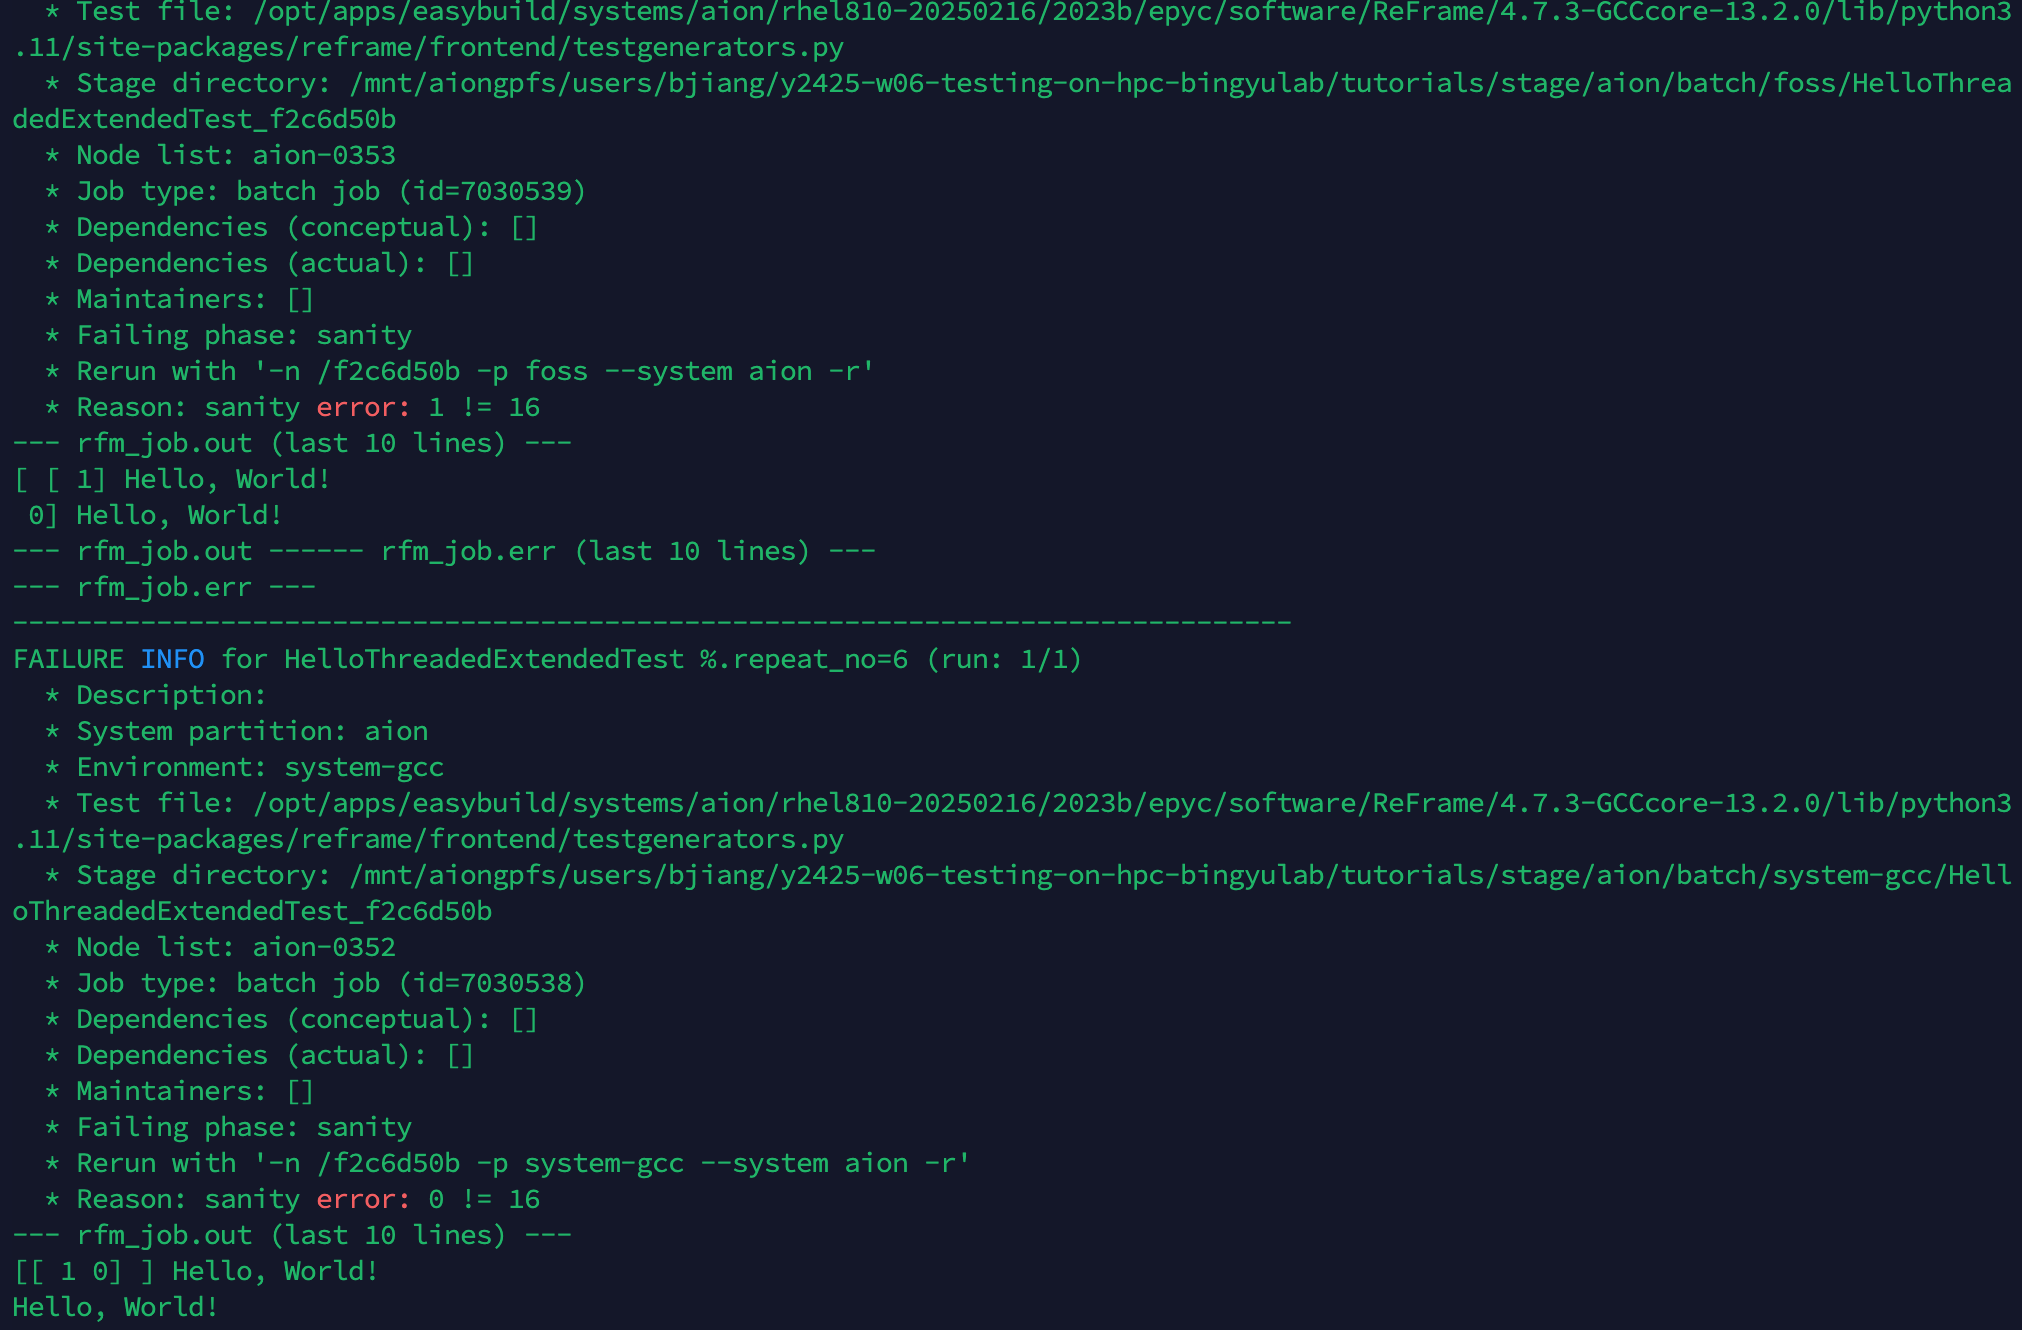 * Test file: /opt/apps/easybuild/systems/aion/rhel810-20250216/2023b/epyc/software/ReFrame/4.7.3-GCCcore-13.2.0/lib/python3
.11/site-packages/reframe/frontend/testgenerators.py
  * Stage directory: /mnt/aiongpfs/users/bjiang/y2425-w06-testing-on-hpc-bingyulab/tutorials/stage/aion/batch/foss/HelloThrea
dedExtendedTest_f2c6d50b
  * Node list: aion-0353
  * Job type: batch job (id=7030539)
  * Dependencies (conceptual): []
  * Dependencies (actual): []
  * Maintainers: []
  * Failing phase: sanity
  * Rerun with '-n /f2c6d50b -p foss --system aion -r'
  * Reason: sanity error: 1 != 16
--- rfm_job.out (last 10 lines) ---
[ [ 1] Hello, World!
 0] Hello, World!
--- rfm_job.out ------ rfm_job.err (last 10 lines) ---
--- rfm_job.err ---
--------------------------------------------------------------------------------
FAILURE INFO for HelloThreadedExtendedTest %.repeat_no=6 (run: 1/1)
  * Description:
  * System partition: aion
  * Environment: system-gcc
  * Test file: /opt/apps/easybuild/systems/aion/rhel810-20250216/2023b/epyc/software/ReFrame/4.7.3-GCCcore-13.2.0/lib/python3
.11/site-packages/reframe/frontend/testgenerators.py
  * Stage directory: /mnt/aiongpfs/users/bjiang/y2425-w06-testing-on-hpc-bingyulab/tutorials/stage/aion/batch/system-gcc/Hell
oThreadedExtendedTest_f2c6d50b
  * Node list: aion-0352
  * Job type: batch job (id=7030538)
  * Dependencies (conceptual): []
  * Dependencies (actual): []
  * Maintainers: []
  * Failing phase: sanity
  * Rerun with '-n /f2c6d50b -p system-gcc --system aion -r'
  * Reason: sanity error: 0 != 16
--- rfm_job.out (last 10 lines) ---
[[ 1 0] ] Hello, World!
Hello, World!